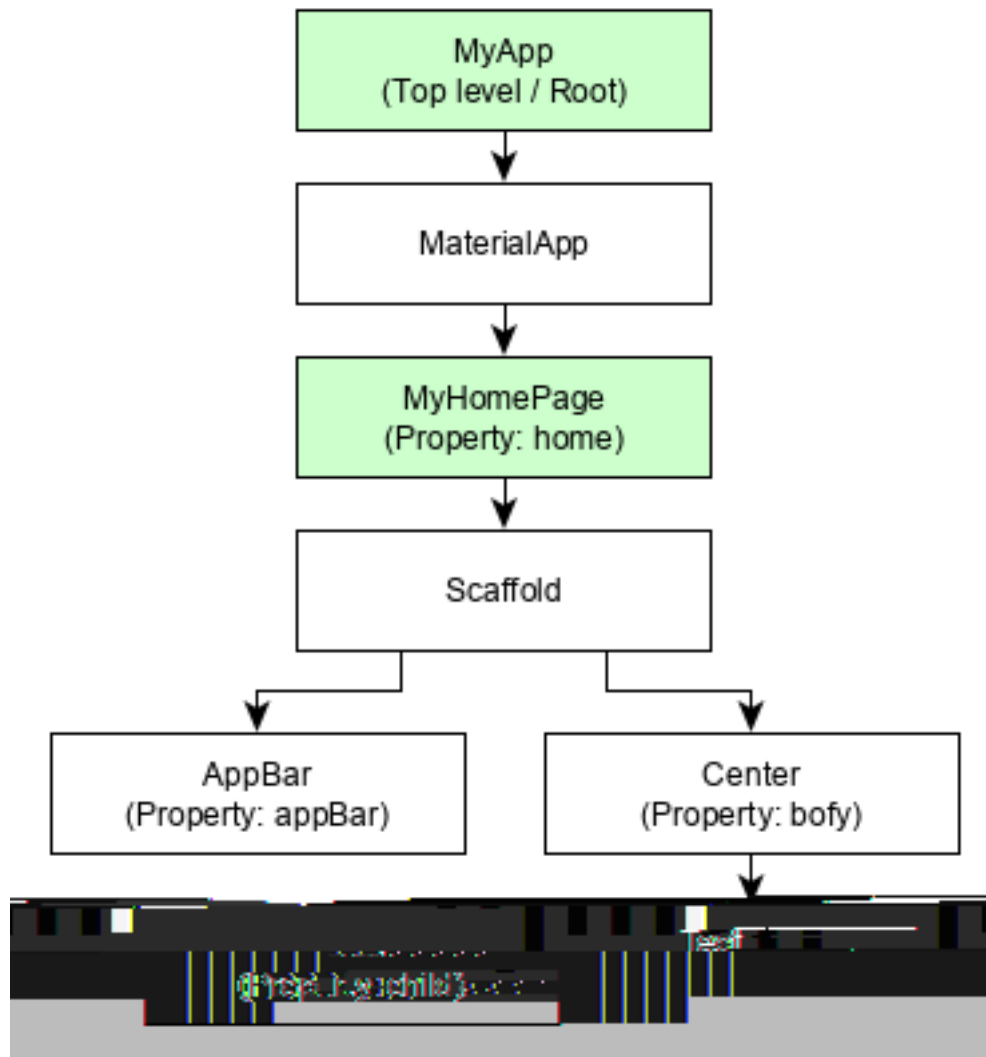 MyApp
(Top level / Root)
MaterialApp
MyHomePage
(Property: home)
Scaffold
AppBar
(Property: appBar)
Center
(Property: bofy)